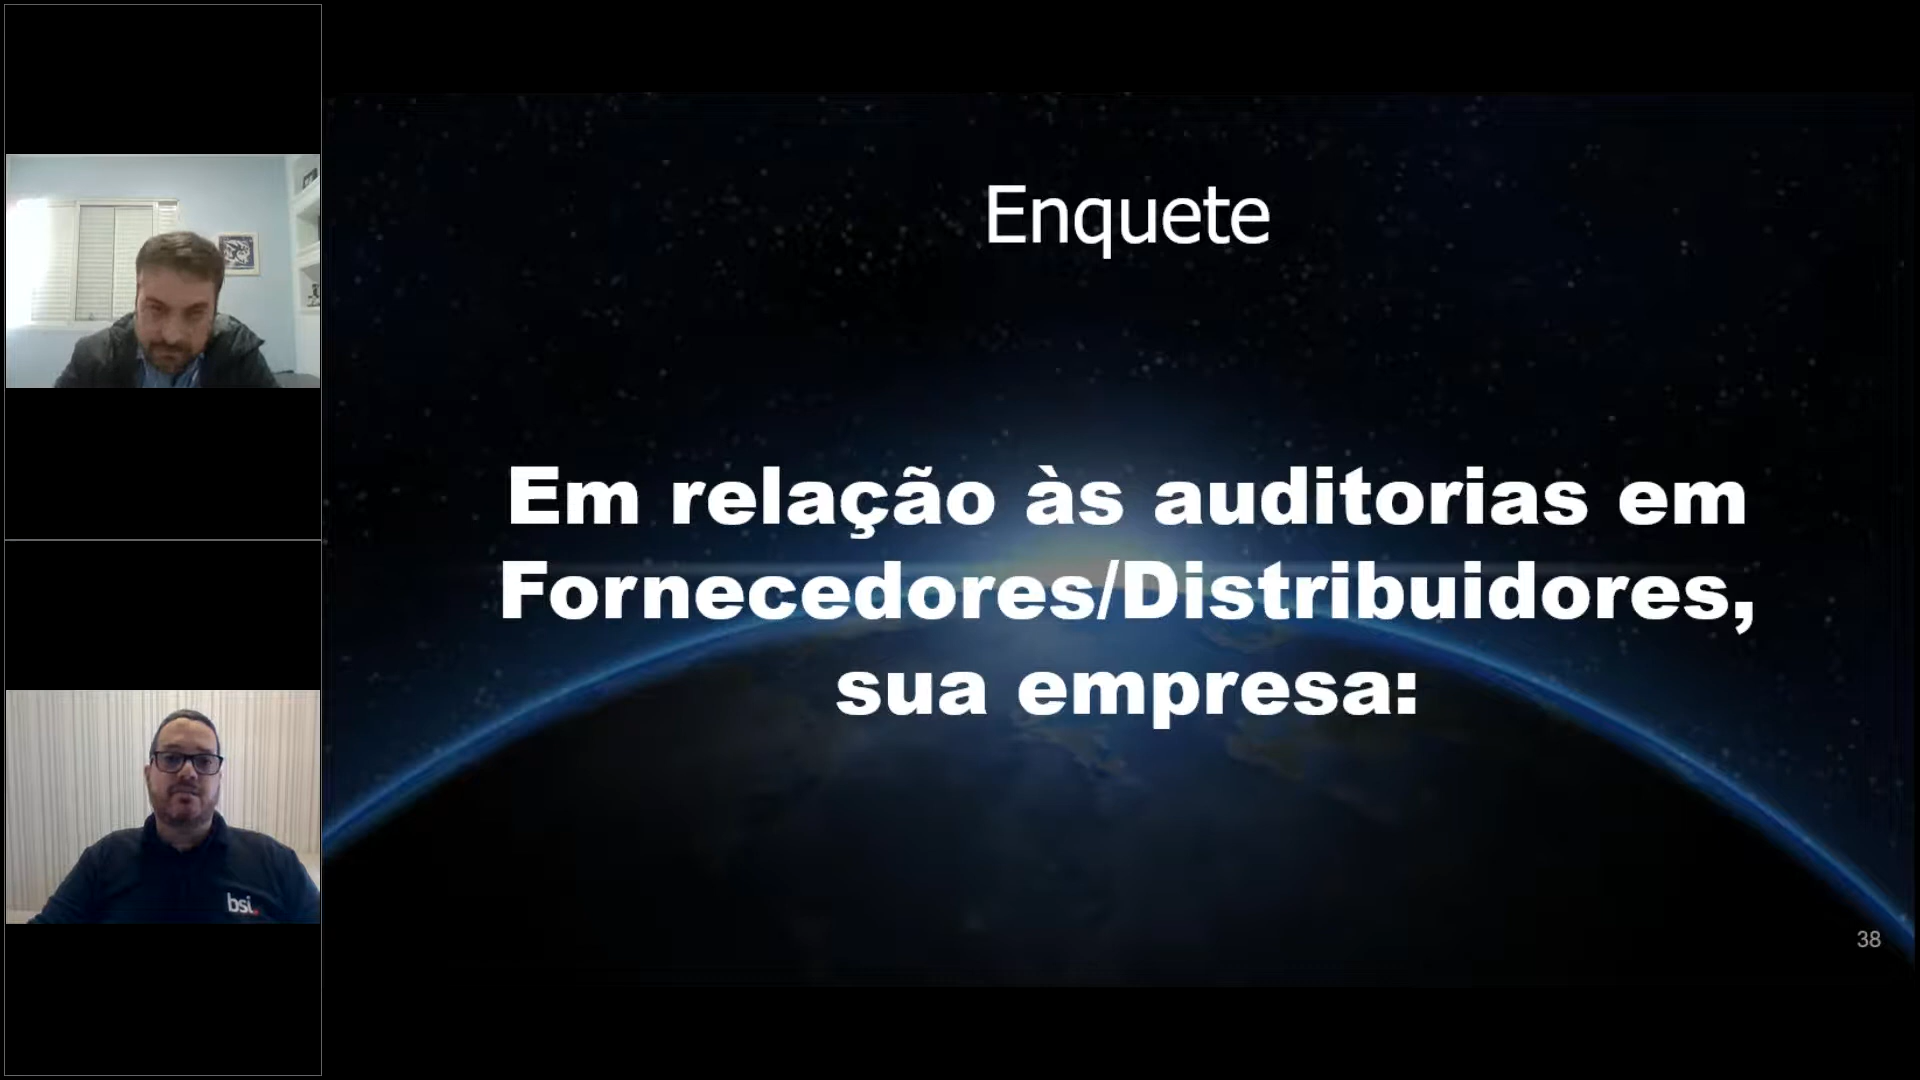 Enquete
Em relação às auditorias em
Fornecedores/Distribuidores,
sua empresa:
bsi.
38